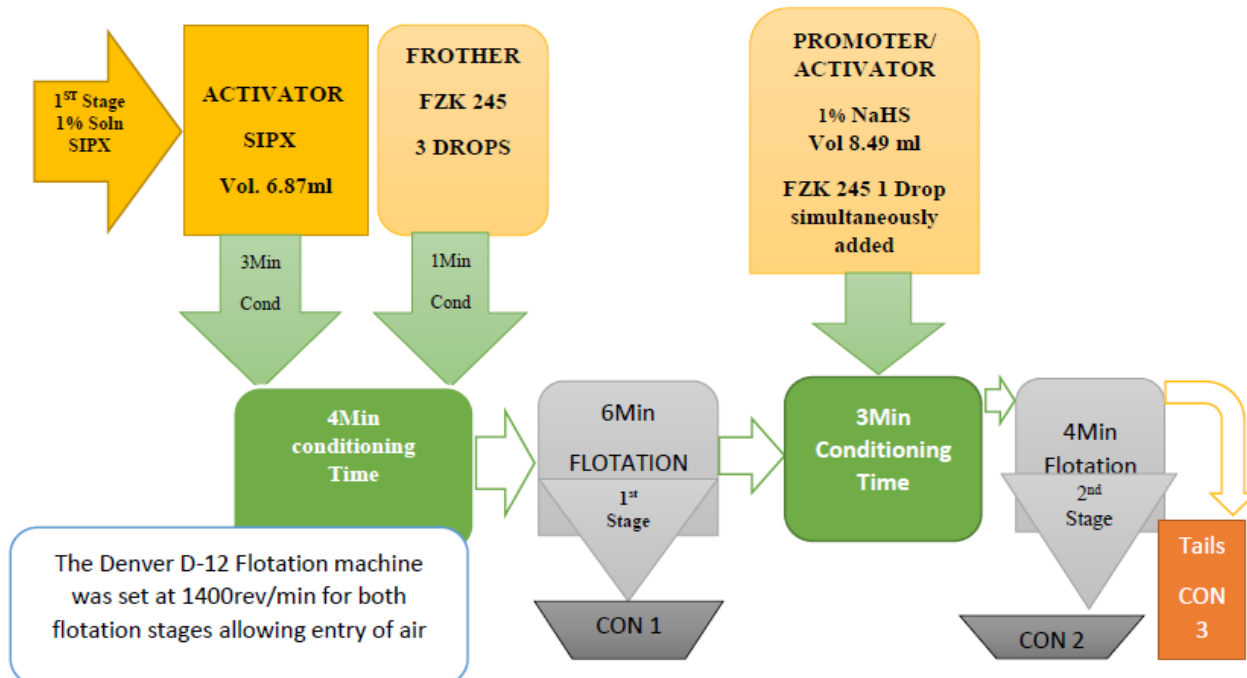 1ST Stage
1% Soln
SIPX
ACTIVATOR
SIPX
Vol. 6.87ml
FROTHER
FZK 245
3 DROPS
PROMOTER/
ACTIVATOR
1% NaHS
Vol 8.49 ml
FZK 245 1 Drop
simultaneously
added
3Min
Cond
1Min
Cond
4Min
conditioning
Time
6Min
FLOTATION
1st
Stage
3Min
Conditioning
Time
4Min
Flotation
2nd
Stage
Tails
CON
3
The Denver D-12 Flotation machine
was set at 1400rev/min for both
flotation stages allowing entry of air
CON 1
CON 2